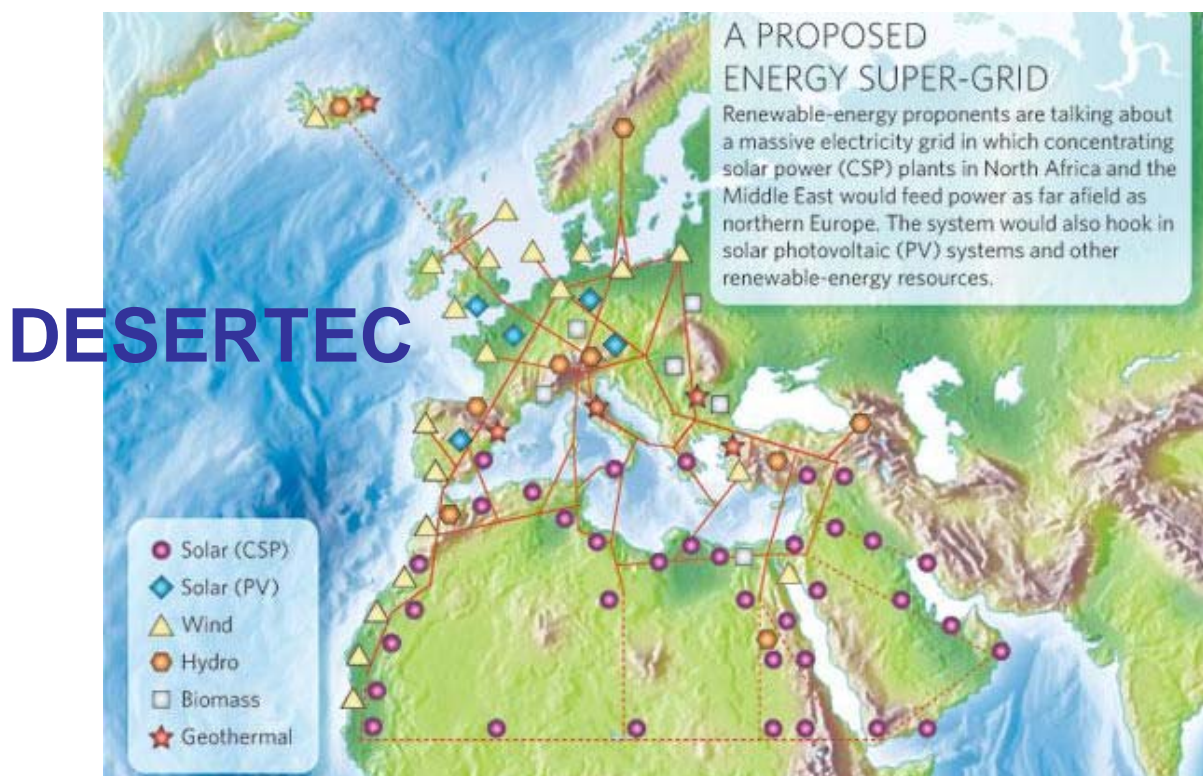 A PROPOSED
ENERGY SUPER-GRID
Renewable-energy proponents are talking about
a massive electricity grid in which concentrating
solar power (CSP) plants in North Africa and the
Middle East would feed power as far afield as
northern Europe. The system would also hook in
solar photovoltaic (PV) systems and other
renewable-energy resources.
DESERTEC
Solar (CSP)
Solar (PV)
Wind
Hydro
Biomass
Geothermal